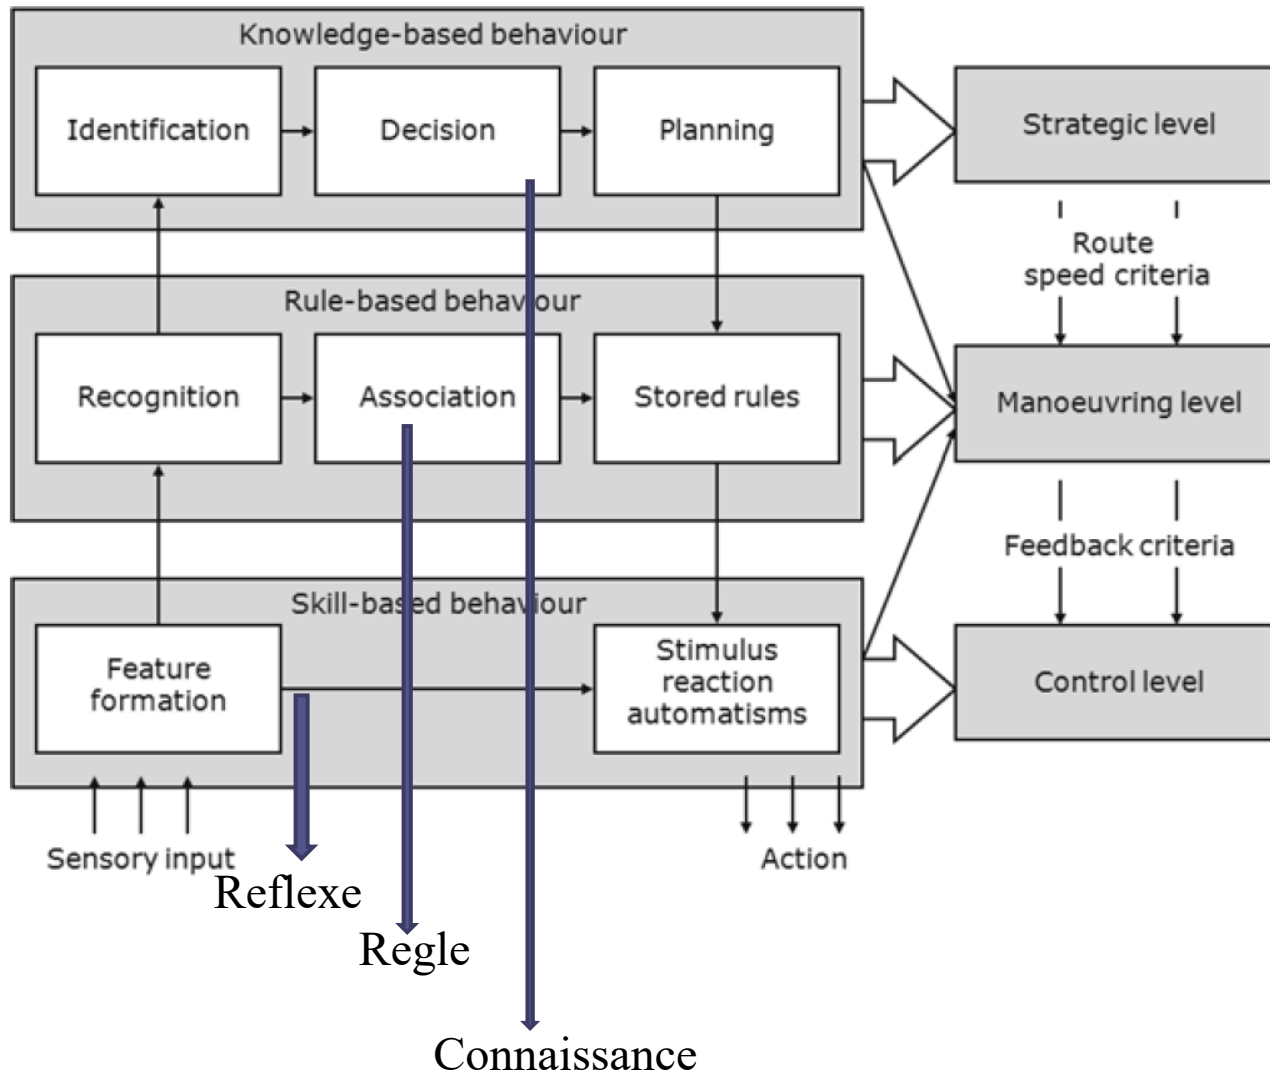 Knowledge-based behaviour
Identification
Decision
Planning
Strategic level
Route
speed criteria
Rule-based behaviour
Recognition
Association
Stored rules
Manoeuvring level
Feedback criteria
Skill-based behaviour
Feature
formation
Stimulus
reaction
automatisms
Control level
Sensory input
Action
Reflexe
Regle
Connaissance